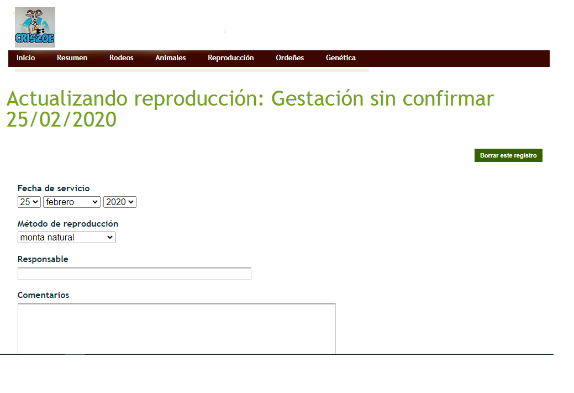 CRISZOE
Inicio Resumen Rodeos Animales Reproducción Ordeñes Genética
Actualizando reproducción: Gestación sin confirmar
25/02/2020
Borrar este registro
Fecha de servicio
25 febrero 2020
Método de reproducción
monta natural
Responsable
Comentarios